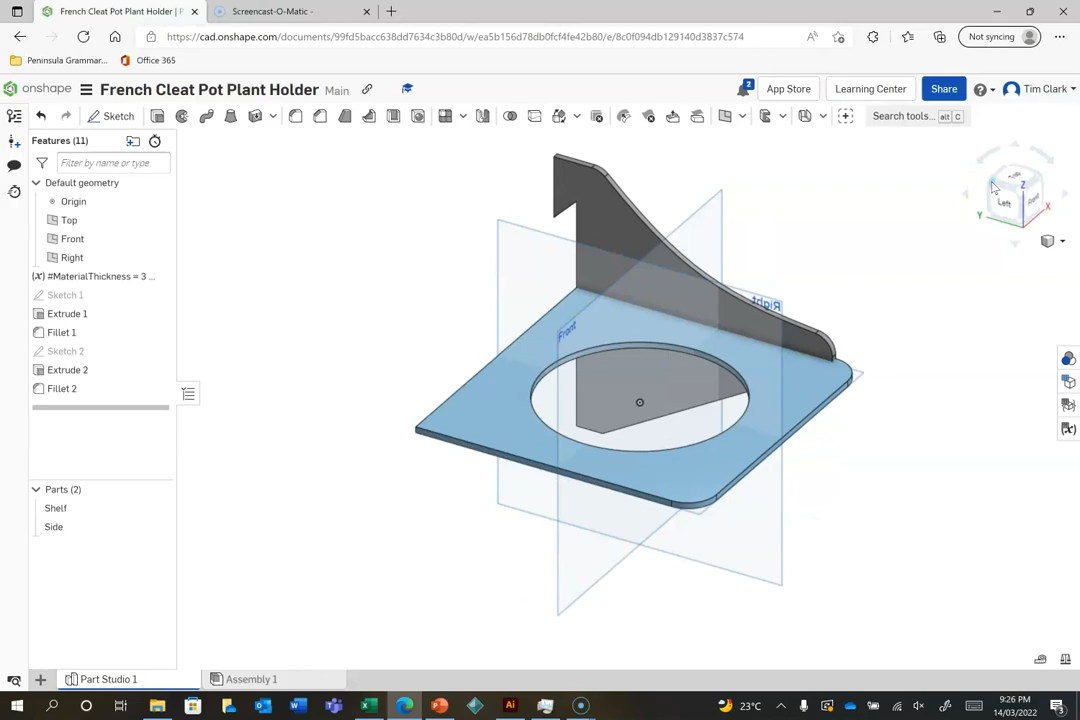 French Cleat Pot Plant Holder |
Screencast-O-Matic -
https://cad.onshape.com/documents/99fd5bacc638dd7634c3b80d/w/ea5b156d78db0fcf4fe42b80/e/8c0f094db129140d3837c574
Not syncing
Peninsula Grammar...
Office 365
onshape
French Cleat Pot Plant Holder Main
2
App Store
Learning Center
Share
Tim Clark
Sketch
Search tools... alt C
Features (11)
Filter by name or type
Default geometry
Origin
Top
Front
Right
(x) #MaterialThickness = 3 ...
Sketch 1
Extrude 1
Fillet 1
Sketch 2
Extrude 2
Fillet 2
Parts (2)
Shelf
Side
Right
Front
Left
Front
Z
Y
X
(x)
Part Studio 1
Assembly 1
23°C
9:26 PM
14/03/2022
3